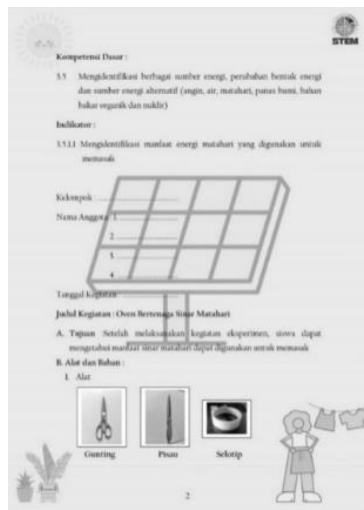 STEM
Kompetensi Dasar :
3.5 Mengidentifikasi berbagai sumber energi, perubahan bentuk energi
dan sumber energi alternatif (angin, air, matahari, panas bumi, bahan
bakar organik dan nuklir)
Indikator :
3.5.1.1 Mengidentifikasi manfaat energi matahari yang digunakan untuk
memasak
Kelompok : ........................
Nama Anggota: 1. ........................
2. ........................
3. ........................
4. ........................
Tanggal Kegiatan : ........................
Judul Kegiatan : Oven Bertenaga Sinar Matahari
A. Tujuan Setelah melaksanakan kegiatan eksperimen, siswa dapat
mengetahui manfaat sinar matahari dapat digunakan untuk memasak
B. Alat dan Bahan :
1. Alat
Gunting Pisau Selotip
2